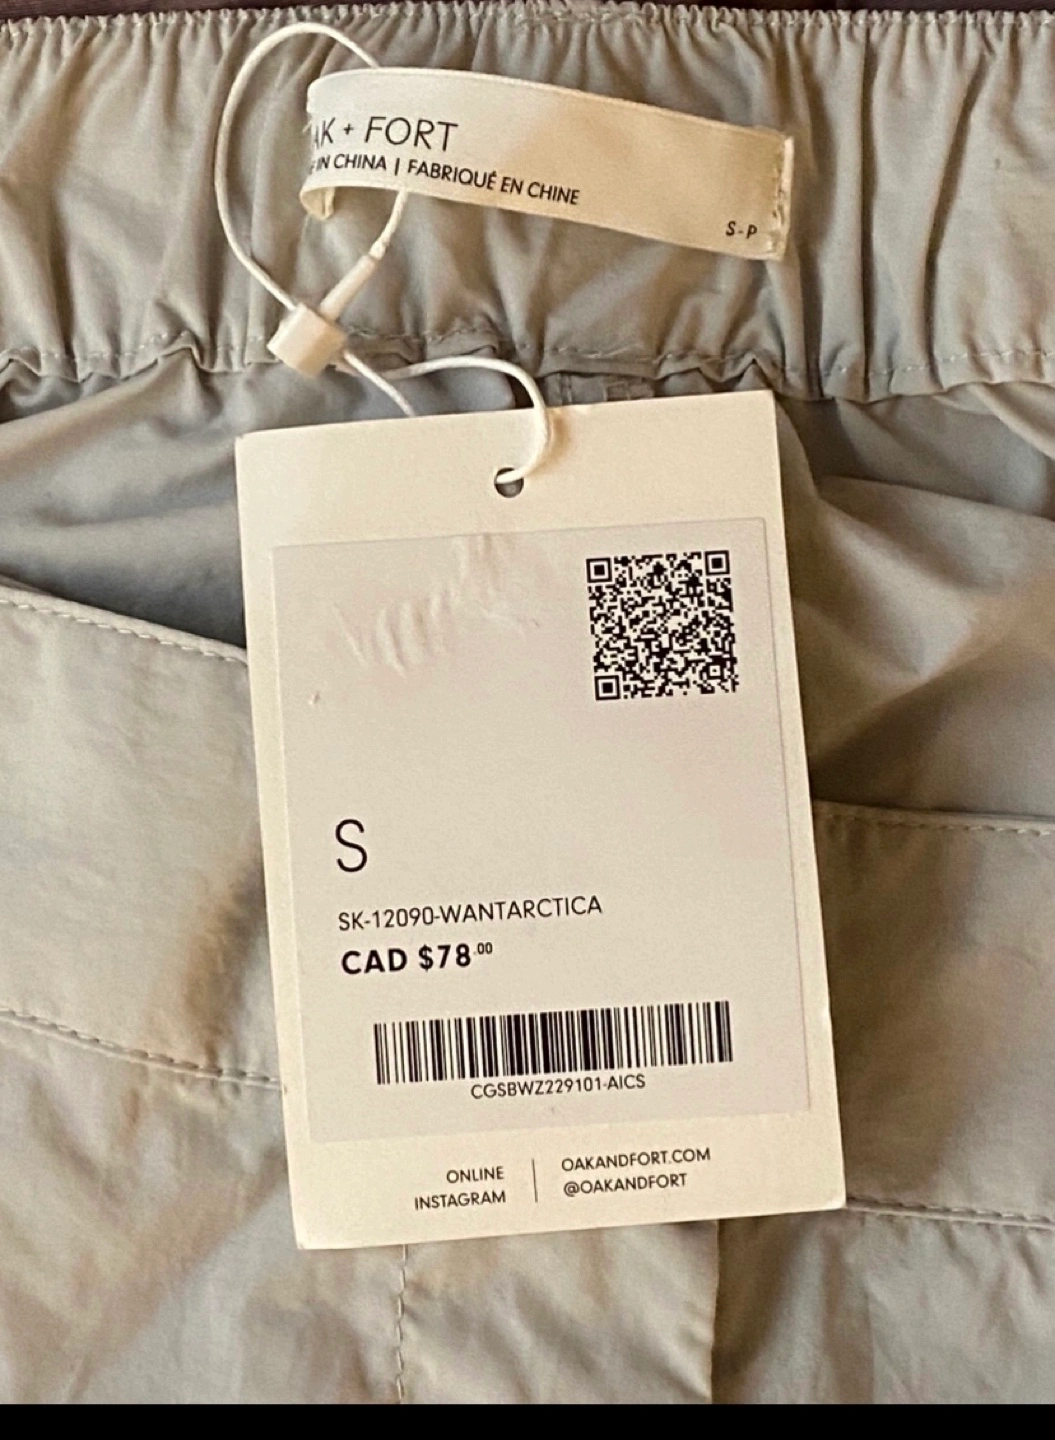 AK + FORT
IN CHINA | FABRIQUÉ EN CHINE
S-P
S
SK-12090-WANTARCTICA
CAD $78.00
CGSBWZ229101-AICS
ONLINE | OAKANDFORT.COM
INSTAGRAM | @OAKANDFORT